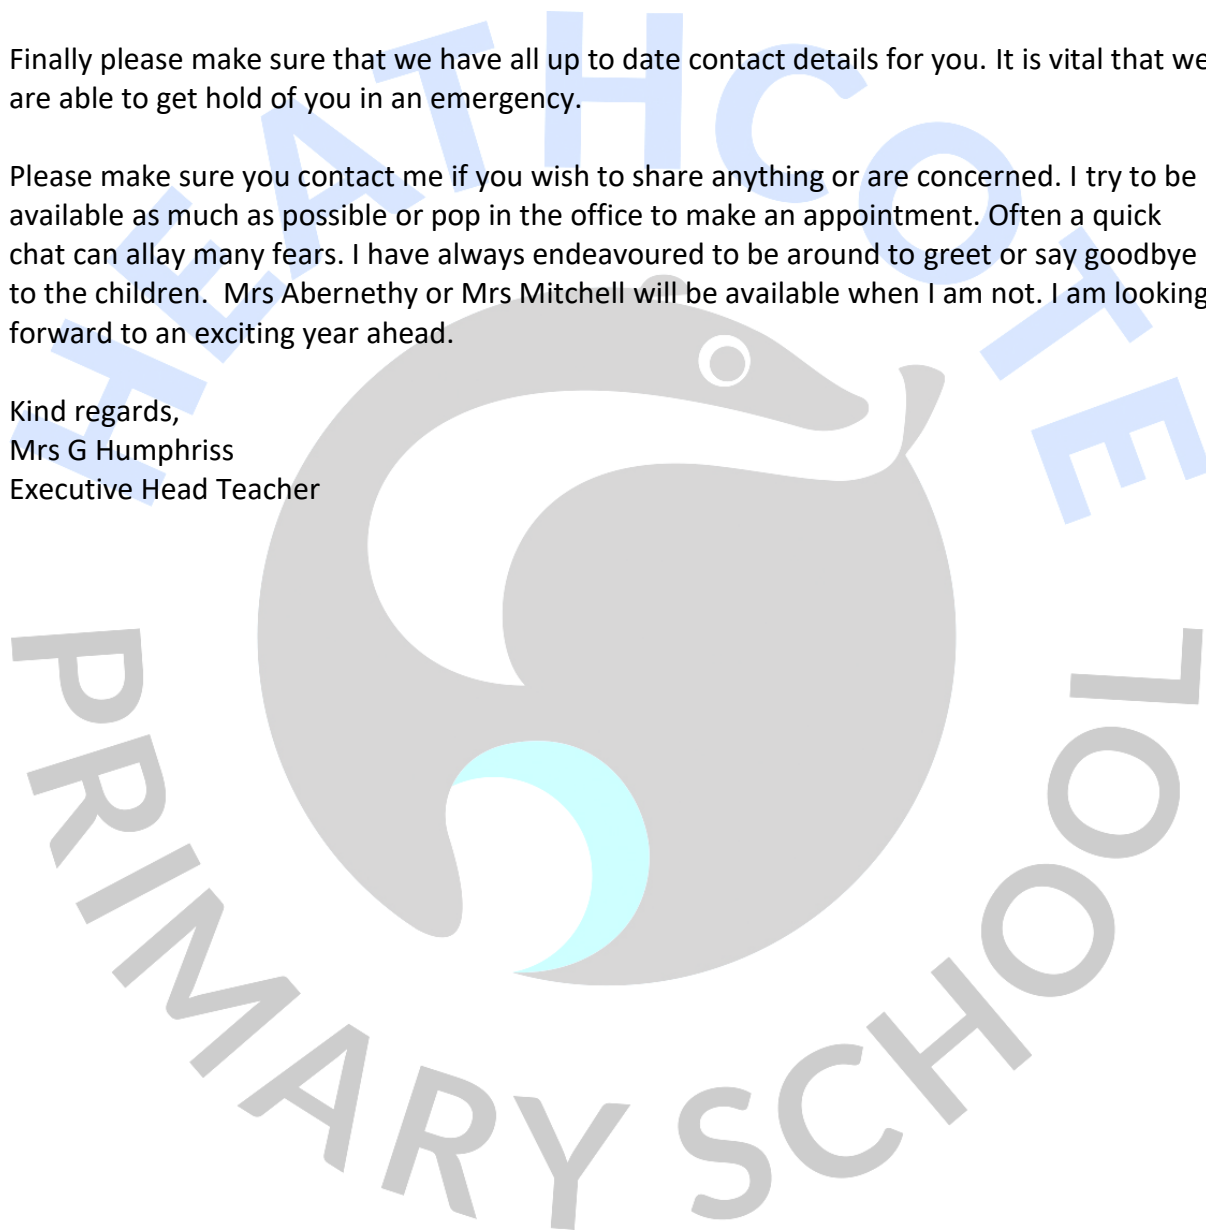 Finally please make sure that we have all up to date contact details for you. It is vital that we
are able to get hold of you in an emergency.
Please make sure you contact me if you wish to share anything or are concerned. I try to be
available as much as possible or pop in the office to make an appointment. Often a quick
chat can allay many fears. I have always endeavoured to be around to greet or say goodbye
to the children.  Mrs Abernethy or Mrs Mitchell will be available when I am not. I am looking
forward to an exciting year ahead.
Kind regards,
Mrs G Humphriss
Executive Head Teacher
HEATHCOTE
PRIMARY SCHOOL